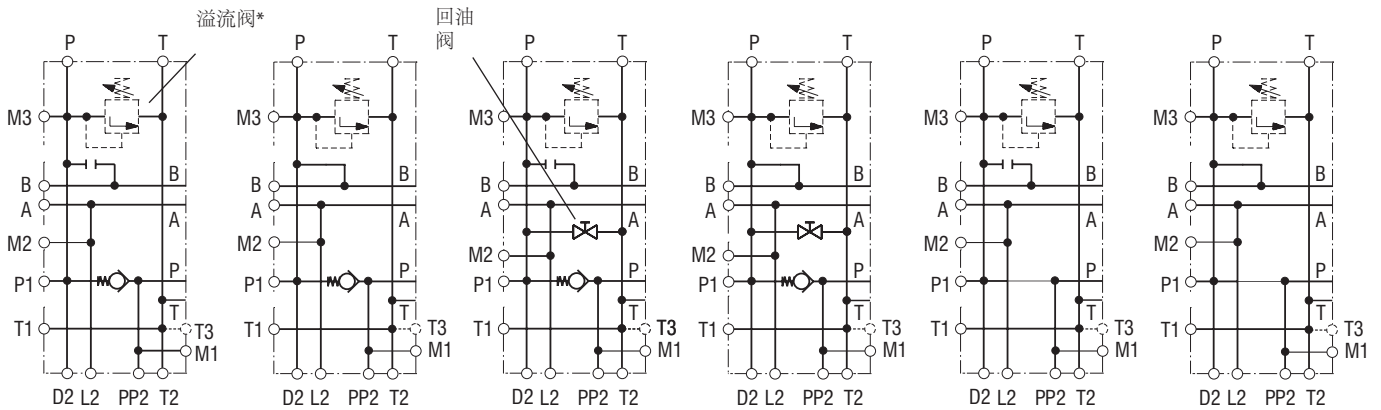 溢流阀* 回油
阀
P T P T P T P T P T P T
M3 M3 M3 M3 M3 M3
B B B B B B B B B B B B
A A A A A A
A A A A A A
M2 M2 M2 M2 M2 M2
P P P P P P
P1 P1 P1 P1 P1 P1
T T T T T T
T1 T3 T1 T3 T1 T3 T1 T3 T1 T3 T1 T3
M1 M1 M1 M1 M1 M1
D2 L2 PP2 T2 D2 L2 PP2 T2 D2 L2 PP2 T2 D2 L2 PP2 T2 D2 L2 PP2 T2 D2 L2 PP2 T2